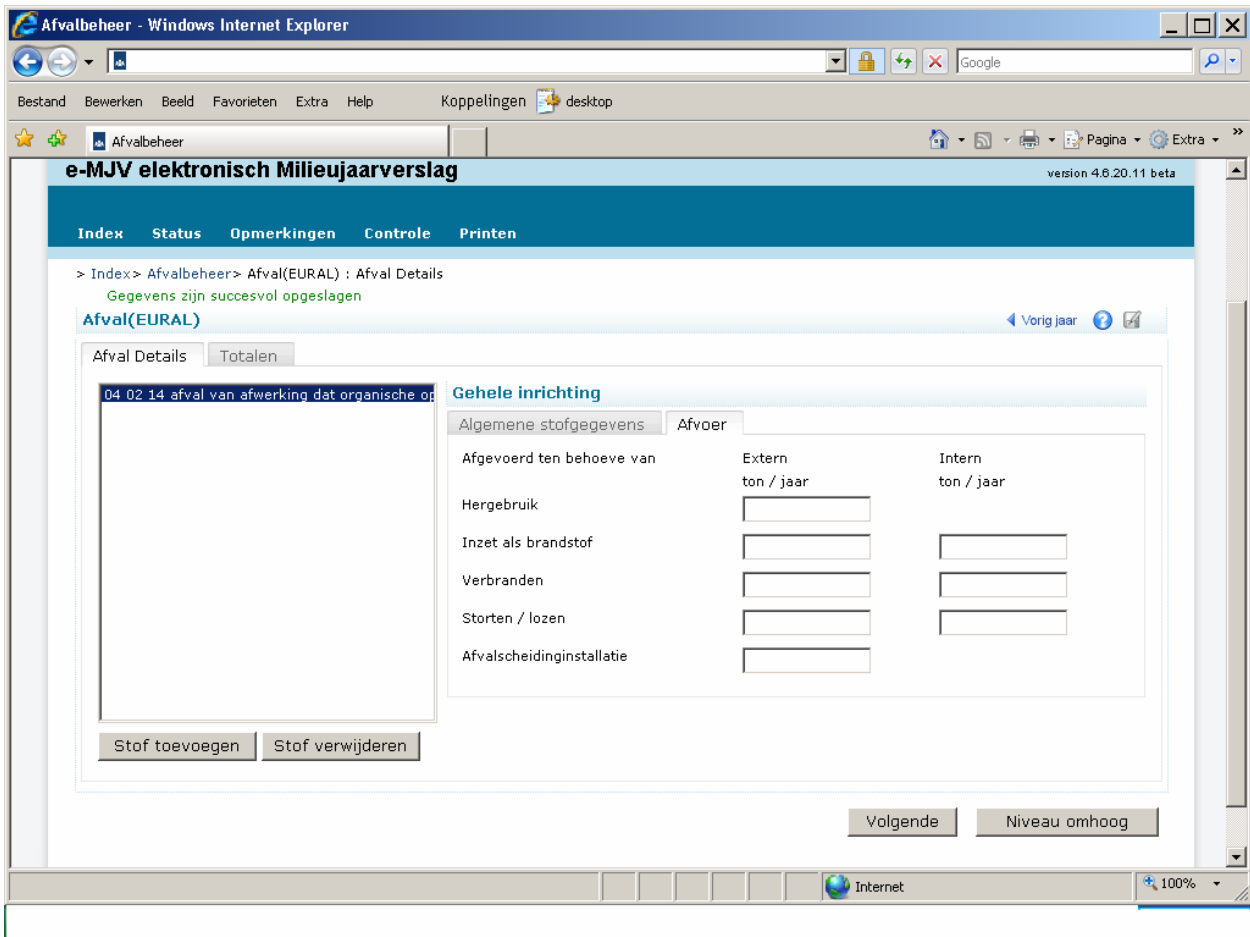 Afvalbeheer - Windows Internet Explorer
Google
Bestand Bewerken Beeld Favorieten Extra Help Koppelingen desktop
Afvalbeheer Pagina Extra »
e-MJV elektronisch Milieujaarverslag version 4.6.20.11 beta
Index Status Opmerkingen Controle Printen
> Index> Afvalbeheer> Afval(EURAL) : Afval Details
Gegevens zijn succesvol opgeslagen
Afval(EURAL) Vorig jaar ?
Afval Details Totalen
04 02 14 afval van afwerking dat organische op
Gehele inrichting
Algemene stofgegevens Afvoer
Afgevoerd ten behoeve van Extern Intern
ton / jaar ton / jaar
Hergebruik
Inzet als brandstof
Verbranden
Storten / lozen
Afvalscheidinginstallatie
Stof toevoegen Stof verwijderen
Volgende Niveau omhoog
Internet 100%